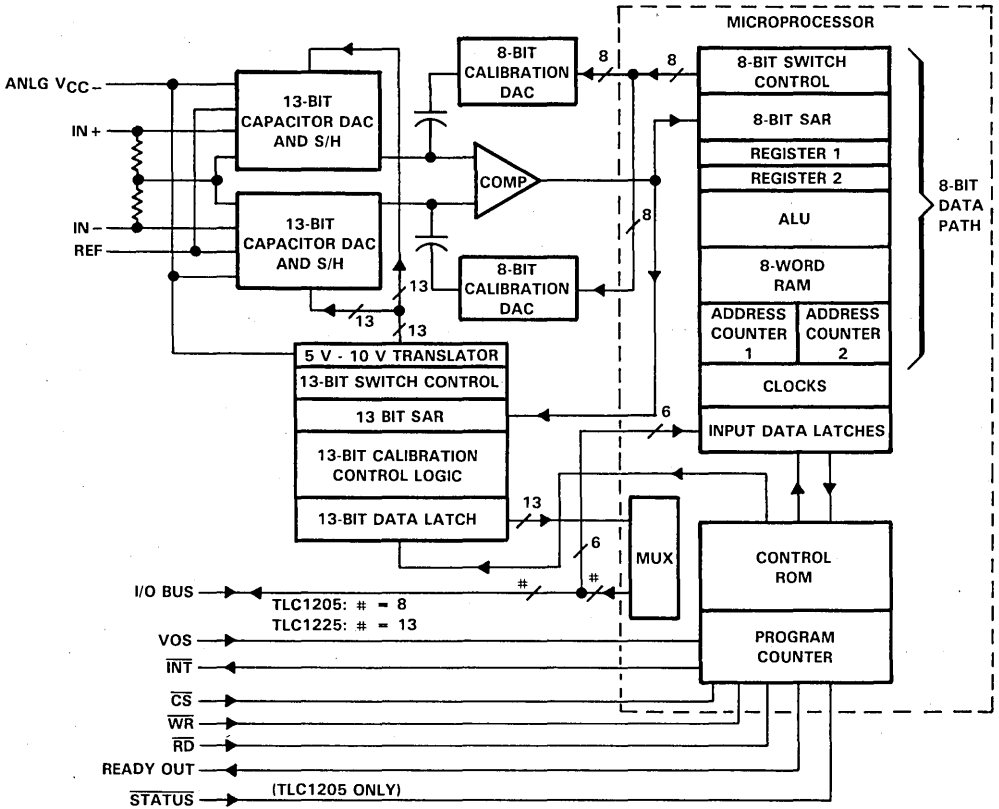 MICROPROCESSOR
ANLG VCC–
IN +
IN –
REF
13-BIT
CAPACITOR DAC
AND S/H
13-BIT
CAPACITOR DAC
AND S/H
8-BIT
CALIBRATION
DAC
8
8
COMP
8
8-BIT
CALIBRATION
DAC
13
13
13
8-BIT SWITCH
CONTROL
8-BIT SAR
REGISTER 1
REGISTER 2
ALU
8-WORD
RAM
ADDRESS
COUNTER
1
ADDRESS
COUNTER
2
CLOCKS
INPUT DATA LATCHES
8-BIT
DATA
PATH
5 V - 10 V TRANSLATOR
13-BIT SWITCH CONTROL
13 BIT SAR
13-BIT CALIBRATION
CONTROL LOGIC
13-BIT DATA LATCH
6
13
6
MUX
CONTROL
ROM
PROGRAM
COUNTER
I/O BUS
#
#
TLC1205: # = 8
TLC1225: # = 13
VOS
INT
CS
WR
RD
READY OUT
STATUS
(TLC1205 ONLY)